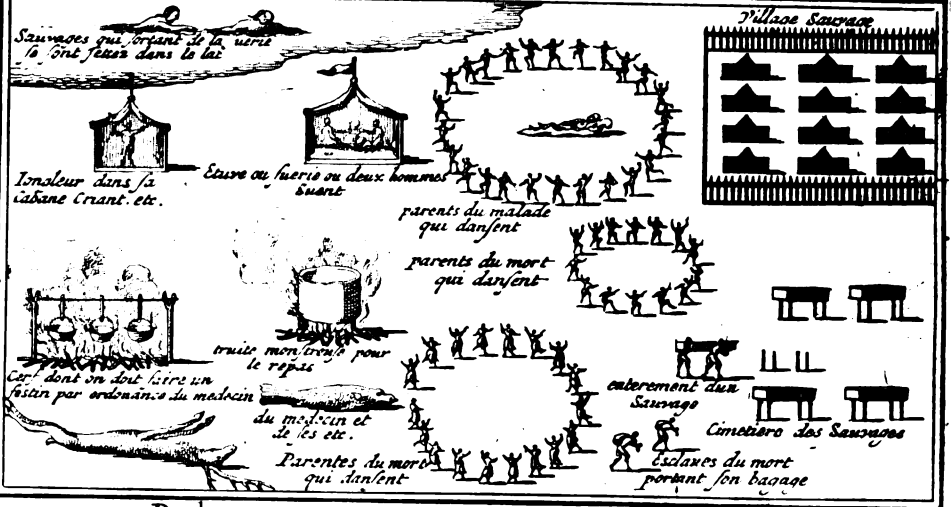 Sauvages qui sortant de la suerie
se sont jettez dans le lac
Village Sauvage
Jongleur dans sa
Cabane Criant. etc.
Etuve ou suerie ou deux hommes
Suent
parents du malade
qui dansent
parents du mort
qui dansent
truite monstreuse pour
le repas
Cerf dont on doit faire un
festin par ordonance du medecin
du medecin et
de ses etc.
Parentes du mort
qui dansent
enterement dun
Sauvage
Cimetiere des Sauvages
Esclaves du mort
portant son bagage